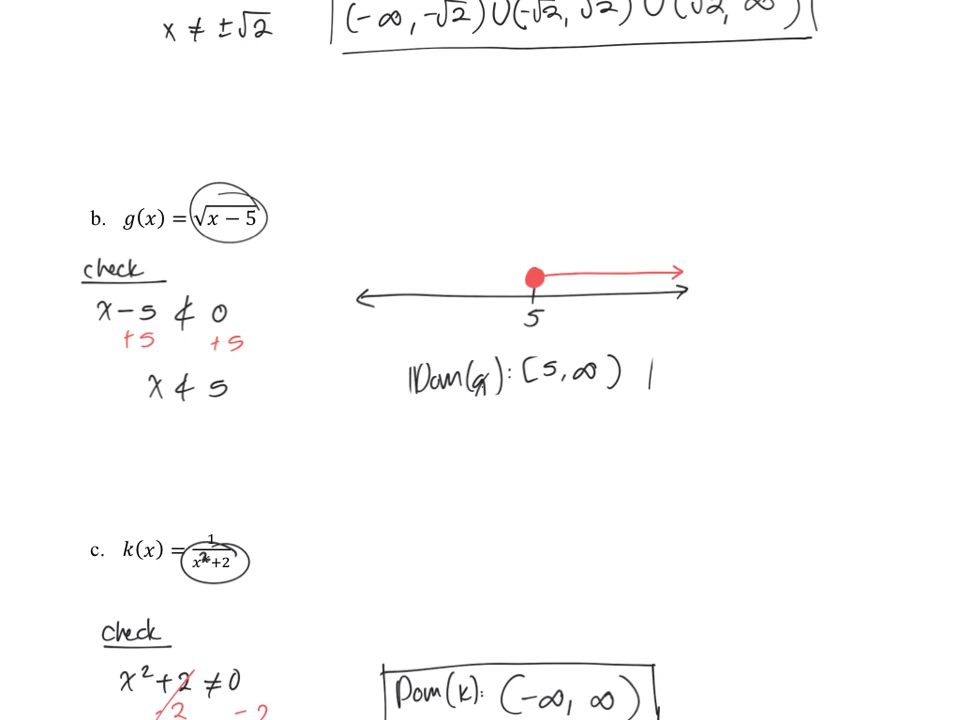 x ≠ ±√2 (-∞, -√2) ∪ (-√2, √2) ∪ (√2, ∞)
b. g(x) = √x − 5
check
x - 5 ≮ 0
+5 +5
5
x ≮ 5
Dom(g): [5, ∞)
c. k(x) = 1/x²+2
check
x² + 2 ≠ 0
-2 -2
Dom(k): (-∞, ∞)